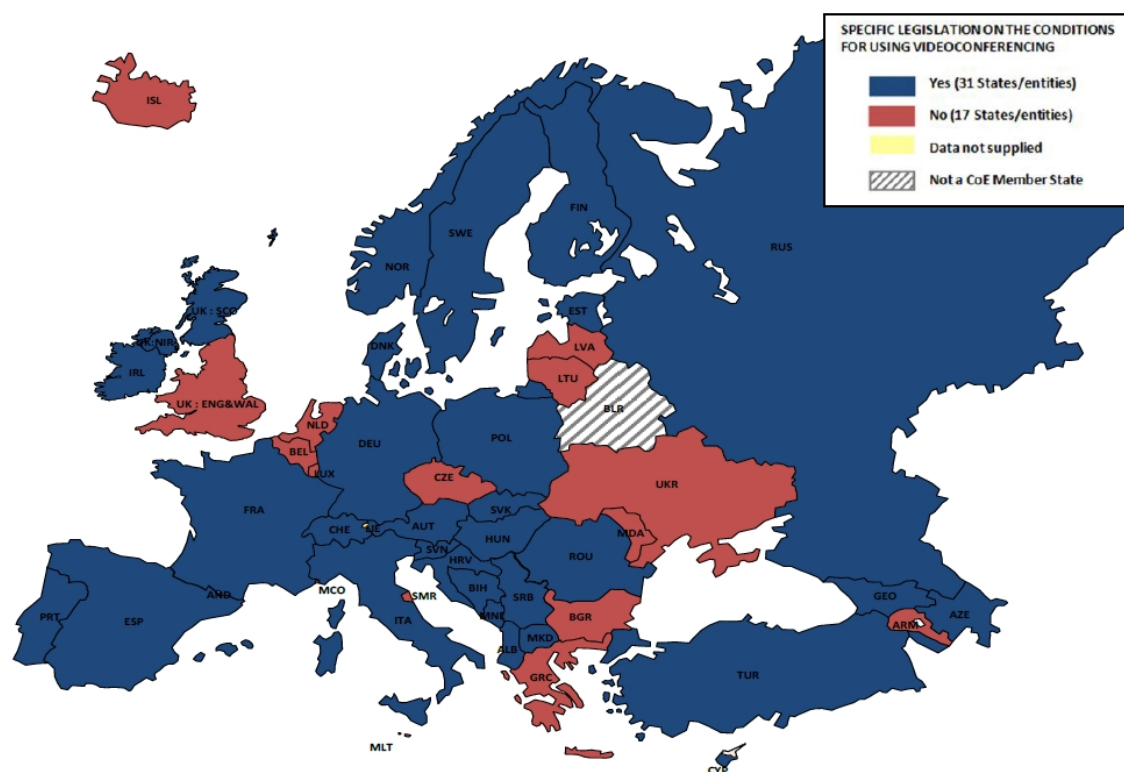 SPECIFIC LEGISLATION ON THE CONDITIONS
FOR USING VIDEOCONFERENCING
Yes (31 States/entities)
No (17 States/entities)
Data not supplied
Not a CoE Member State
ISL
FIN
SWE
RUS
NOR
UK : SCO
EST
UK:NIR
DNK
LVA
IRL
LTU
UK : ENG&WAL
BLR
NLD
POL
DEU
BEL
LUX
CZE
UKR
FRA
SVK
CHE
LIE
AUT
MDA
HUN
SVN
ROU
HRV
BIH
MCO
SMR
SRB
AND
GEO
PRT
ESP
ITA
MNE
BGR
AZE
ARM
MKD
ALB
GRC
TUR
MLT
CYP